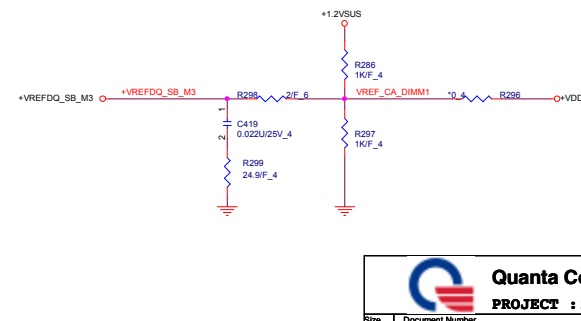 +1.2VSUS
R286
1K/F_4
+VREFDQ_SB_M3
+VREFDQ_SB_M3
R298
2/F_6
VREF_CA_DIMM1
*0_4
R296
+VDD
1
C419
0.022U/25V_4
2
R297
1K/F_4
R299
24.9/F_4
Quanta Co
PROJECT :
Size
Document Number